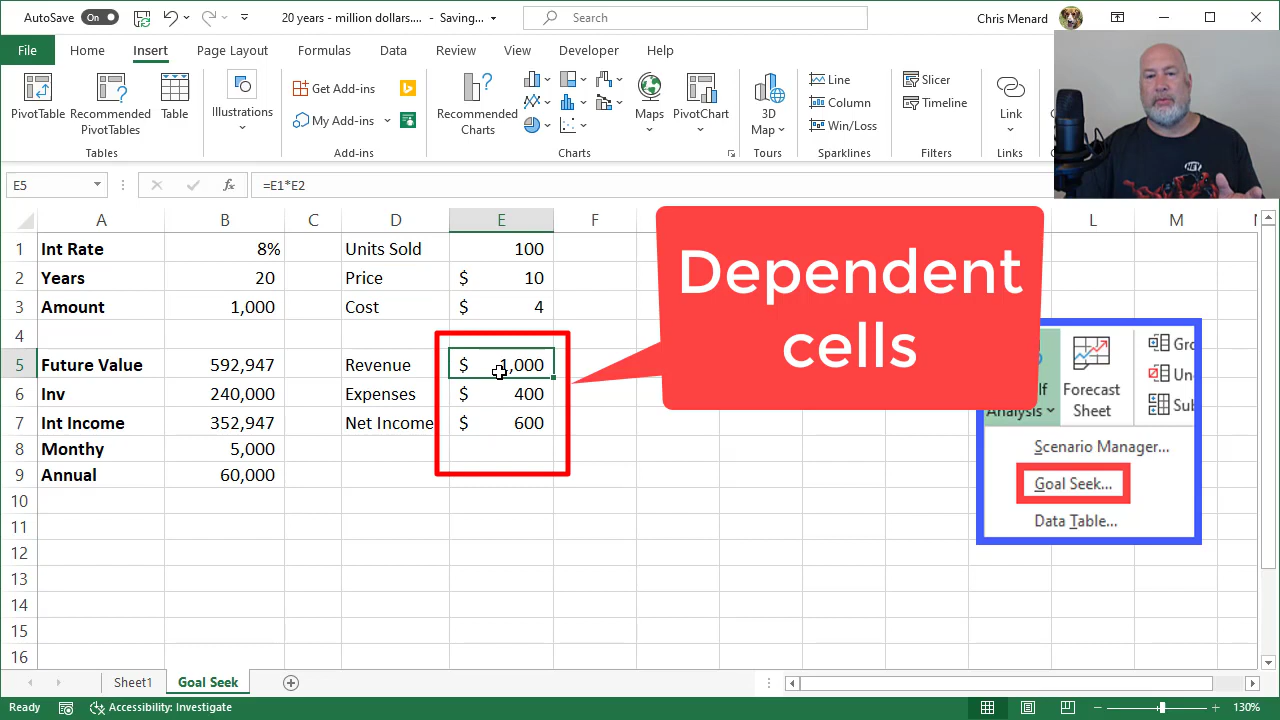 AutoSave On
20 years - million dollars.... - Saving...
Search
Chris Menard
File Home Insert Page Layout Formulas Data Review View Developer Help
PivotTable
Recommended PivotTables
Table
Tables
Illustrations
Get Add-ins
My Add-ins
Add-ins
Recommended Charts
Maps
PivotChart
Charts
3D Map
Tours
Line
Column
Win/Loss
Sparklines
Slicer
Timeline
Filters
Link
Links
HEY
E5 fx =E1*E2
A B C D E F L M
1 Int Rate 8% Units Sold 100
2 Years 20 Price $ 10
3 Amount 1,000 Cost $ 4
4
5 Future Value 592,947 Revenue $ 1,000
6 Inv 240,000 Expenses $ 400
7 Int Income 352,947 Net Income $ 600
8 Monthy 5,000
9 Annual 60,000
10
11
12
13
14
15
16
Dependent
cells
Analysis
Forecast
Sheet
Scenario Manager...
Goal Seek...
Data Table...
Sheet1 Goal Seek
Ready Accessibility: Investigate 130%